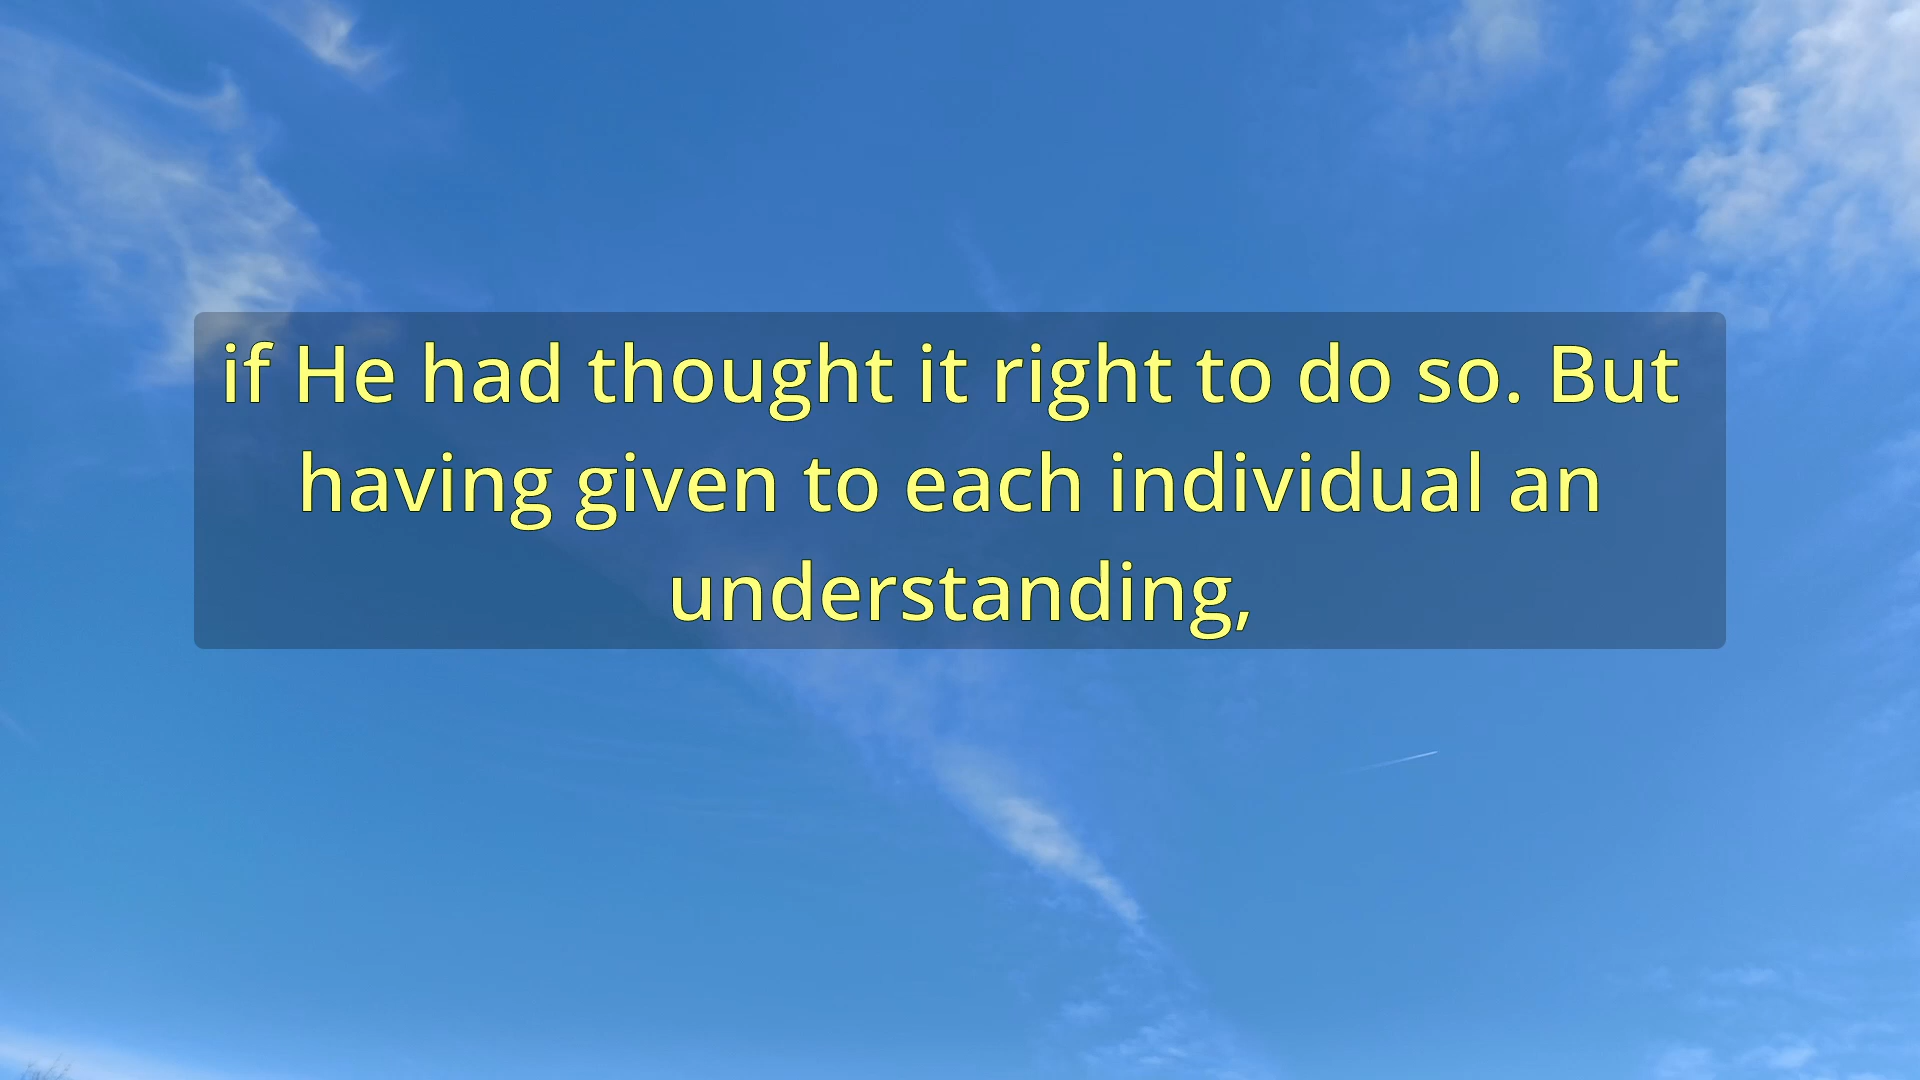 if He had thought it right to do so. But
having given to each individual an
understanding,